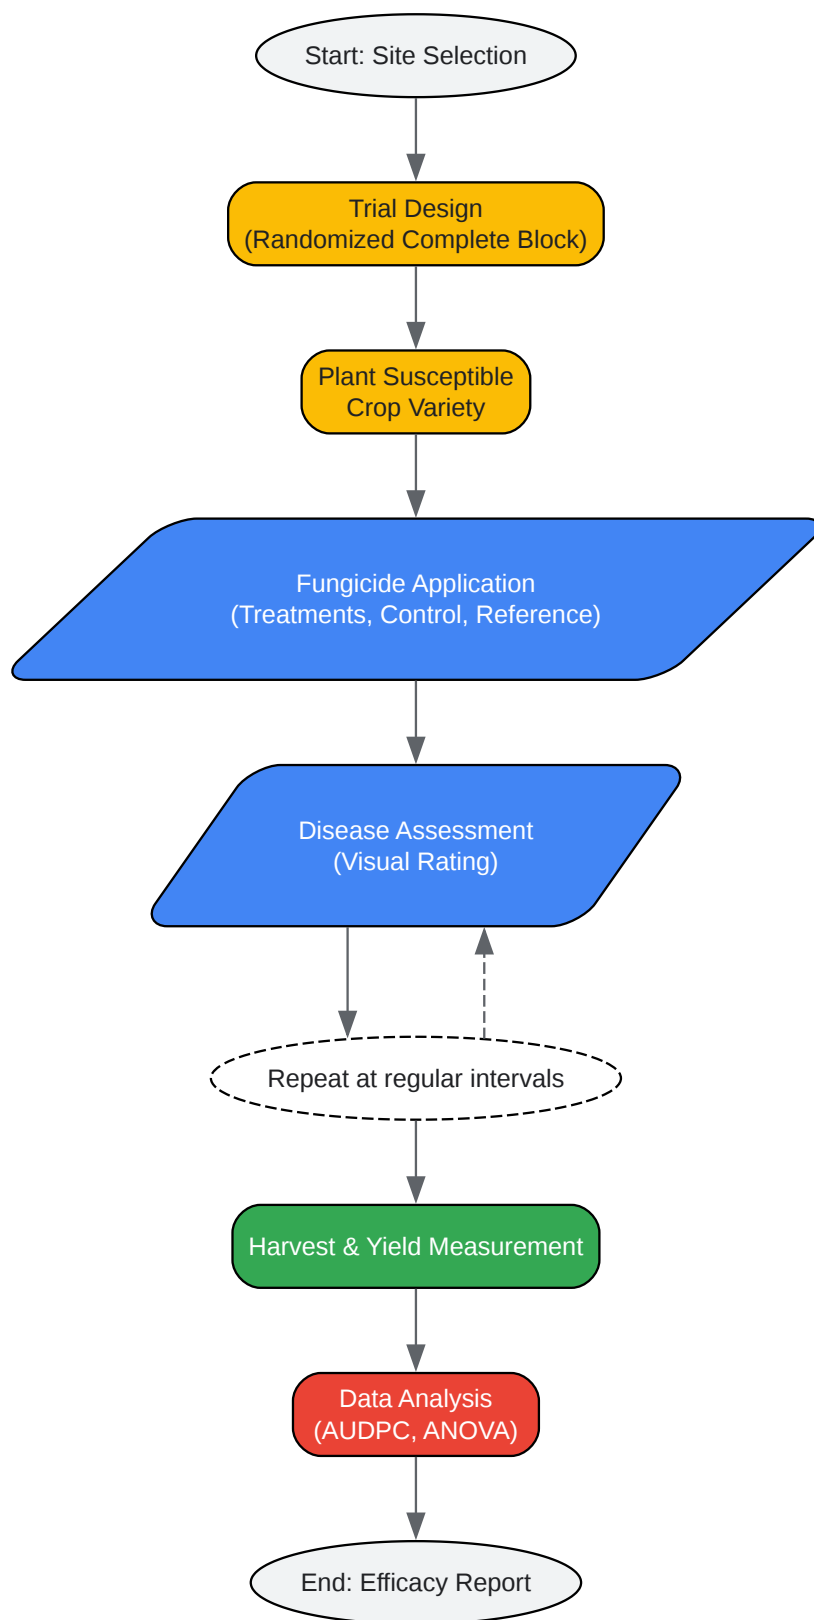 Start: Site Selection
Trial Design
(Randomized Complete Block)
Plant Susceptible
Crop Variety
Fungicide Application
(Treatments, Control, Reference)
Disease Assessment
(Visual Rating)
Repeat at regular intervals
Harvest & Yield Measurement
Data Analysis
(AUDPC, ANOVA)
End: Efficacy Report